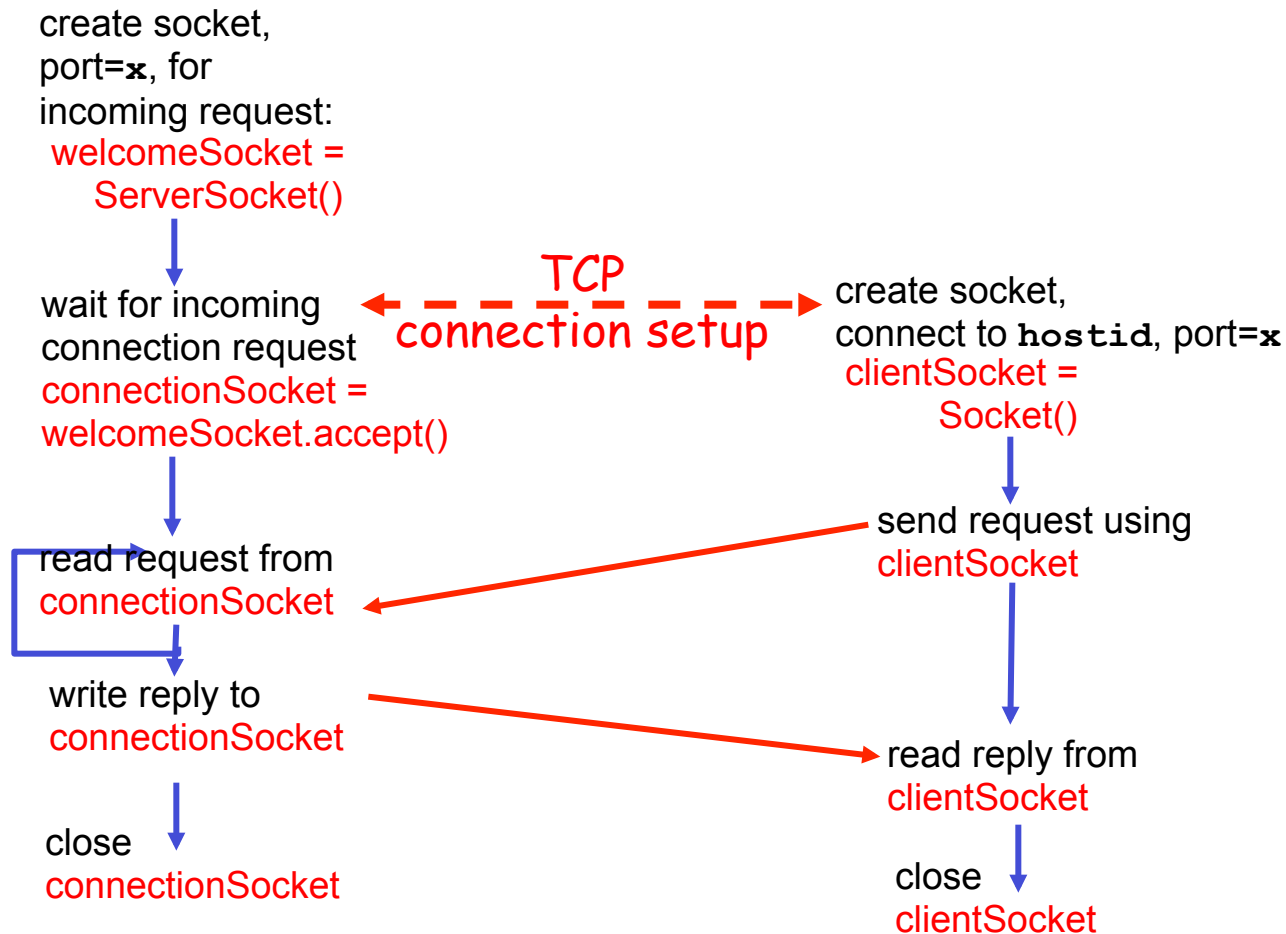 create socket,
port=x, for
incoming request:
welcomeSocket =
ServerSocket()
wait for incoming
connection request
connectionSocket =
welcomeSocket.accept()
TCP
connection setup
create socket,
connect to hostid, port=x
clientSocket =
Socket()
send request using
clientSocket
read request from
connectionSocket
write reply to
connectionSocket
read reply from
clientSocket
close
connectionSocket
close
clientSocket